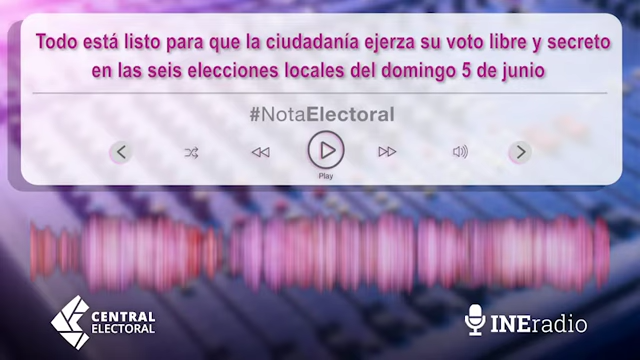 Todo está listo para que la ciudadanía ejerza su voto libre y secreto
en las seis elecciones locales del domingo 5 de junio
#NotaElectoral
Play
CENTRAL
ELECTORAL
INEradio